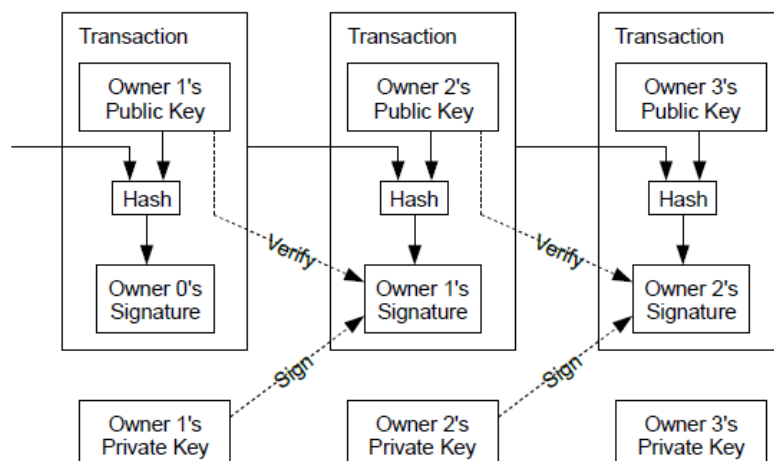 Transaction
Transaction
Transaction
Owner 1's
Public Key
Owner 2's
Public Key
Owner 3's
Public Key
Hash
Hash
Hash
Verify
Verify
Owner 0's
Signature
Owner 1's
Signature
Owner 2's
Signature
Sign
Sign
Owner 1's
Private Key
Owner 2's
Private Key
Owner 3's
Private Key